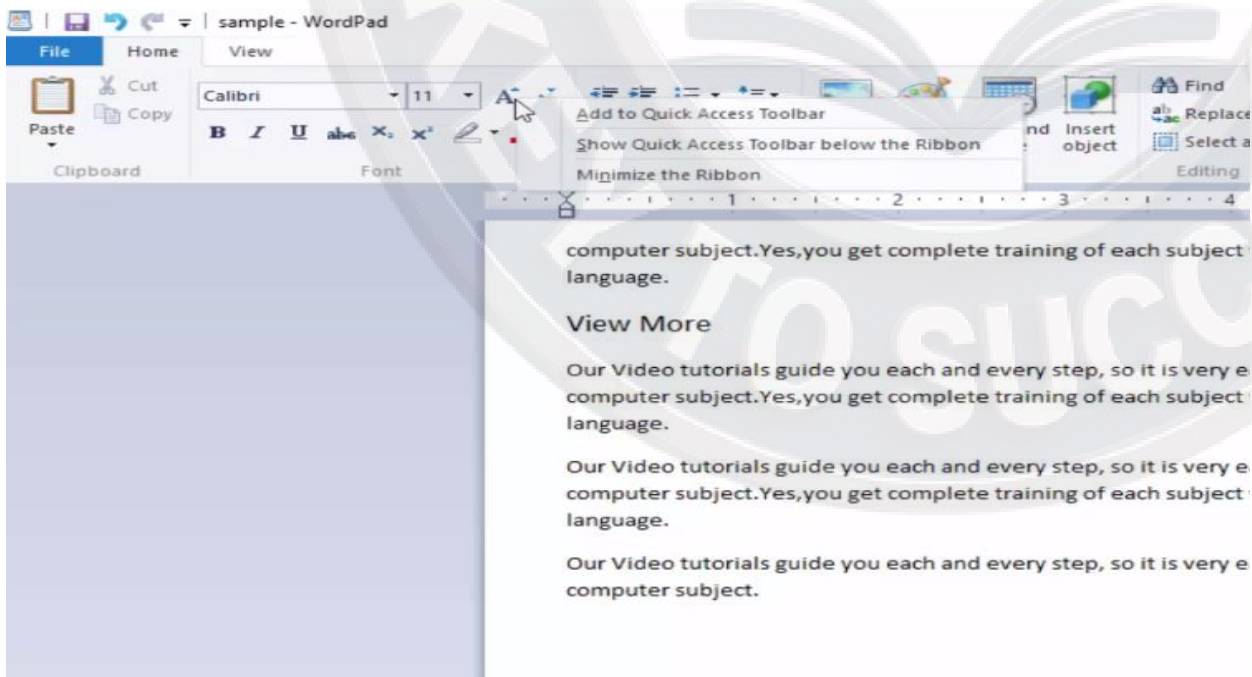 sample - WordPad
File Home View
Cut
Copy
Paste
Clipboard
Calibri 11
A
B I U abc X₂ X²
Font
Add to Quick Access Toolbar
Show Quick Access Toolbar below the Ribbon
Minimize the Ribbon
Insert
object
Find
Replace
Select
Editing
1 2 3 4
computer subject.Yes,you get complete training of each subject
language.
View More
Our Video tutorials guide you each and every step, so it is very
computer subject.Yes,you get complete training of each subject
language.
Our Video tutorials guide you each and every step, so it is very
computer subject.Yes,you get complete training of each subject
language.
Our Video tutorials guide you each and every step, so it is very
computer subject.
TO